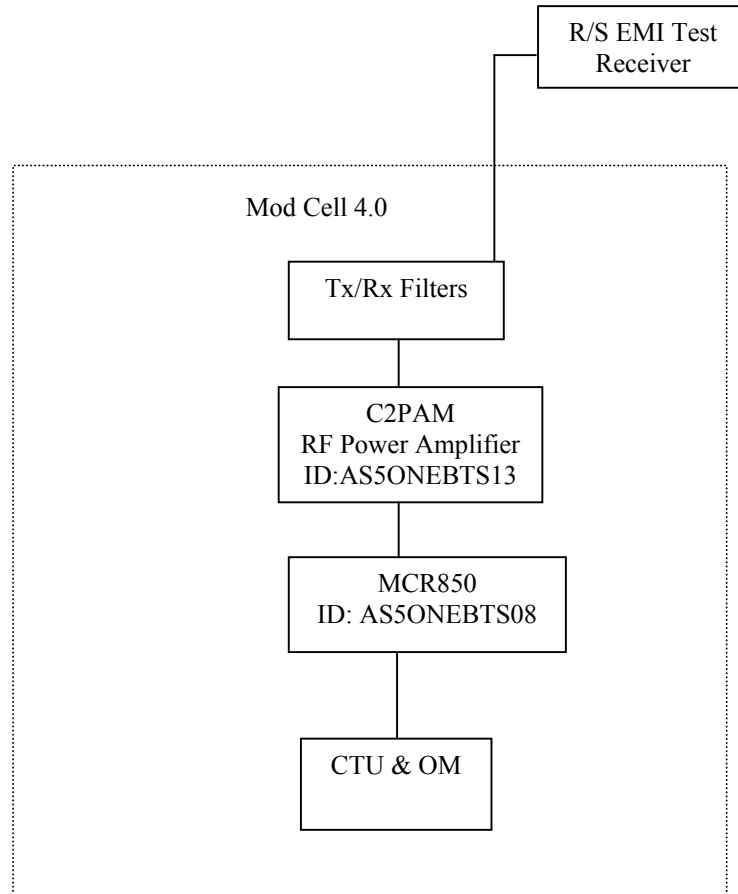 R/S EMI Test
Receiver
Mod Cell 4.0
Tx/Rx Filters
C2PAM
RF Power Amplifier
ID:AS5ONEBTS13
MCR850
ID: AS5ONEBTS08
CTU & OM